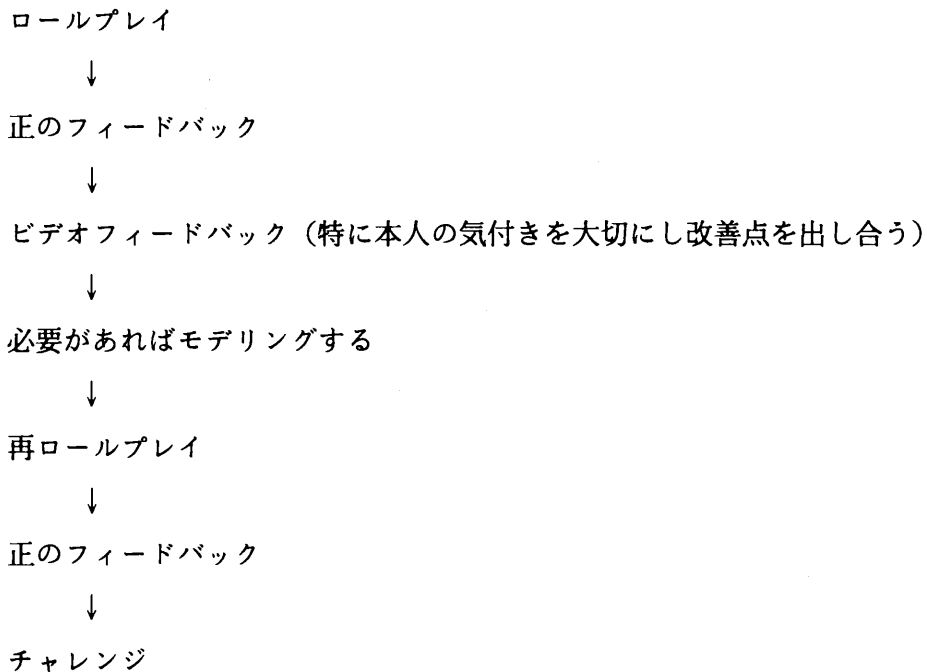 ロールプレイ
↓
正のフィードバック
↓
ビデオフィードバック（特に本人の気付きを大切にし改善点を出し合う）
↓
必要があればモデリングする
↓
再ロールプレイ
↓
正のフィードバック
↓
チャレンジ